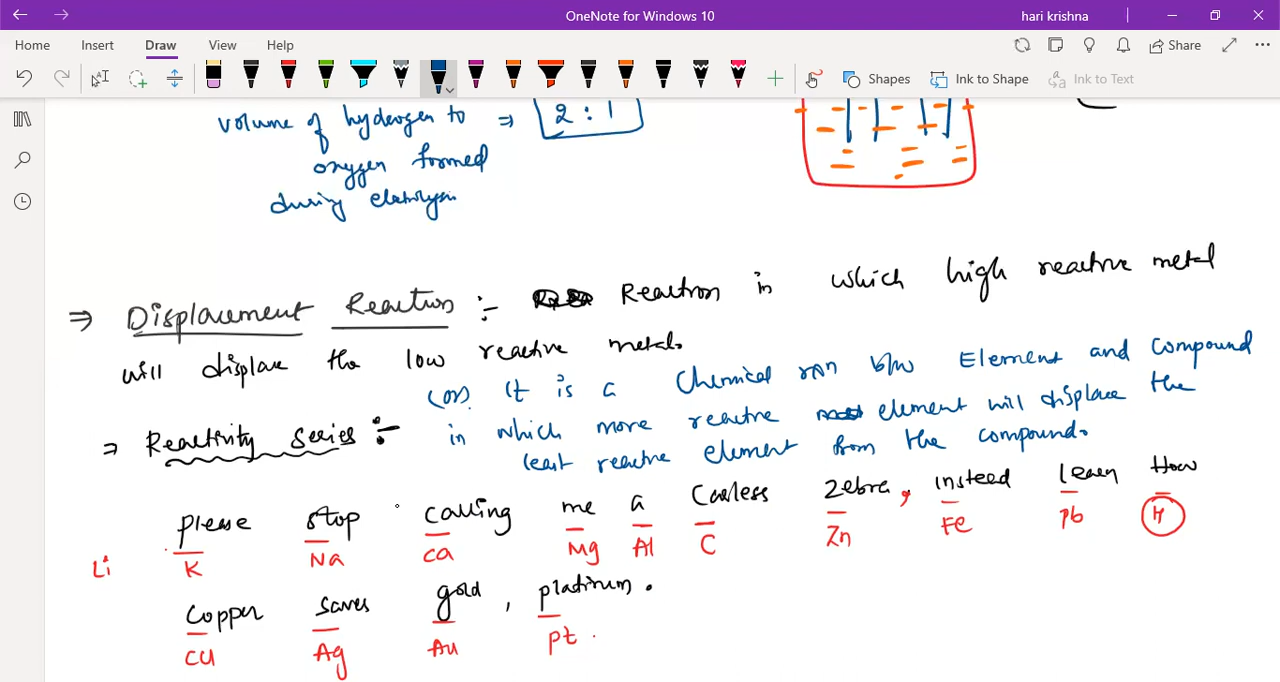 OneNote for Windows 10
hari krishna
Home Insert Draw View Help
Share
Shapes Ink to Shape Ink to Text
volume of hydrogen to ⇒ 2 : 1
oxygen formed
during
⇒ Displacement Reaction :- Reaction in which high reactive metal
will displace the low reactive metal.
(or) It is a Chemical rxn b/w Element and compound
in which more reactive element will displace the
least reactive element from the compound.
⇒ Reactivity Series :-
please stop calling me a Careless Zebra, instead learn How
Li K Na Ca Mg Al C Zn Fe Pb H
Copper saves gold, platinum.
Cu Ag Au Pt.